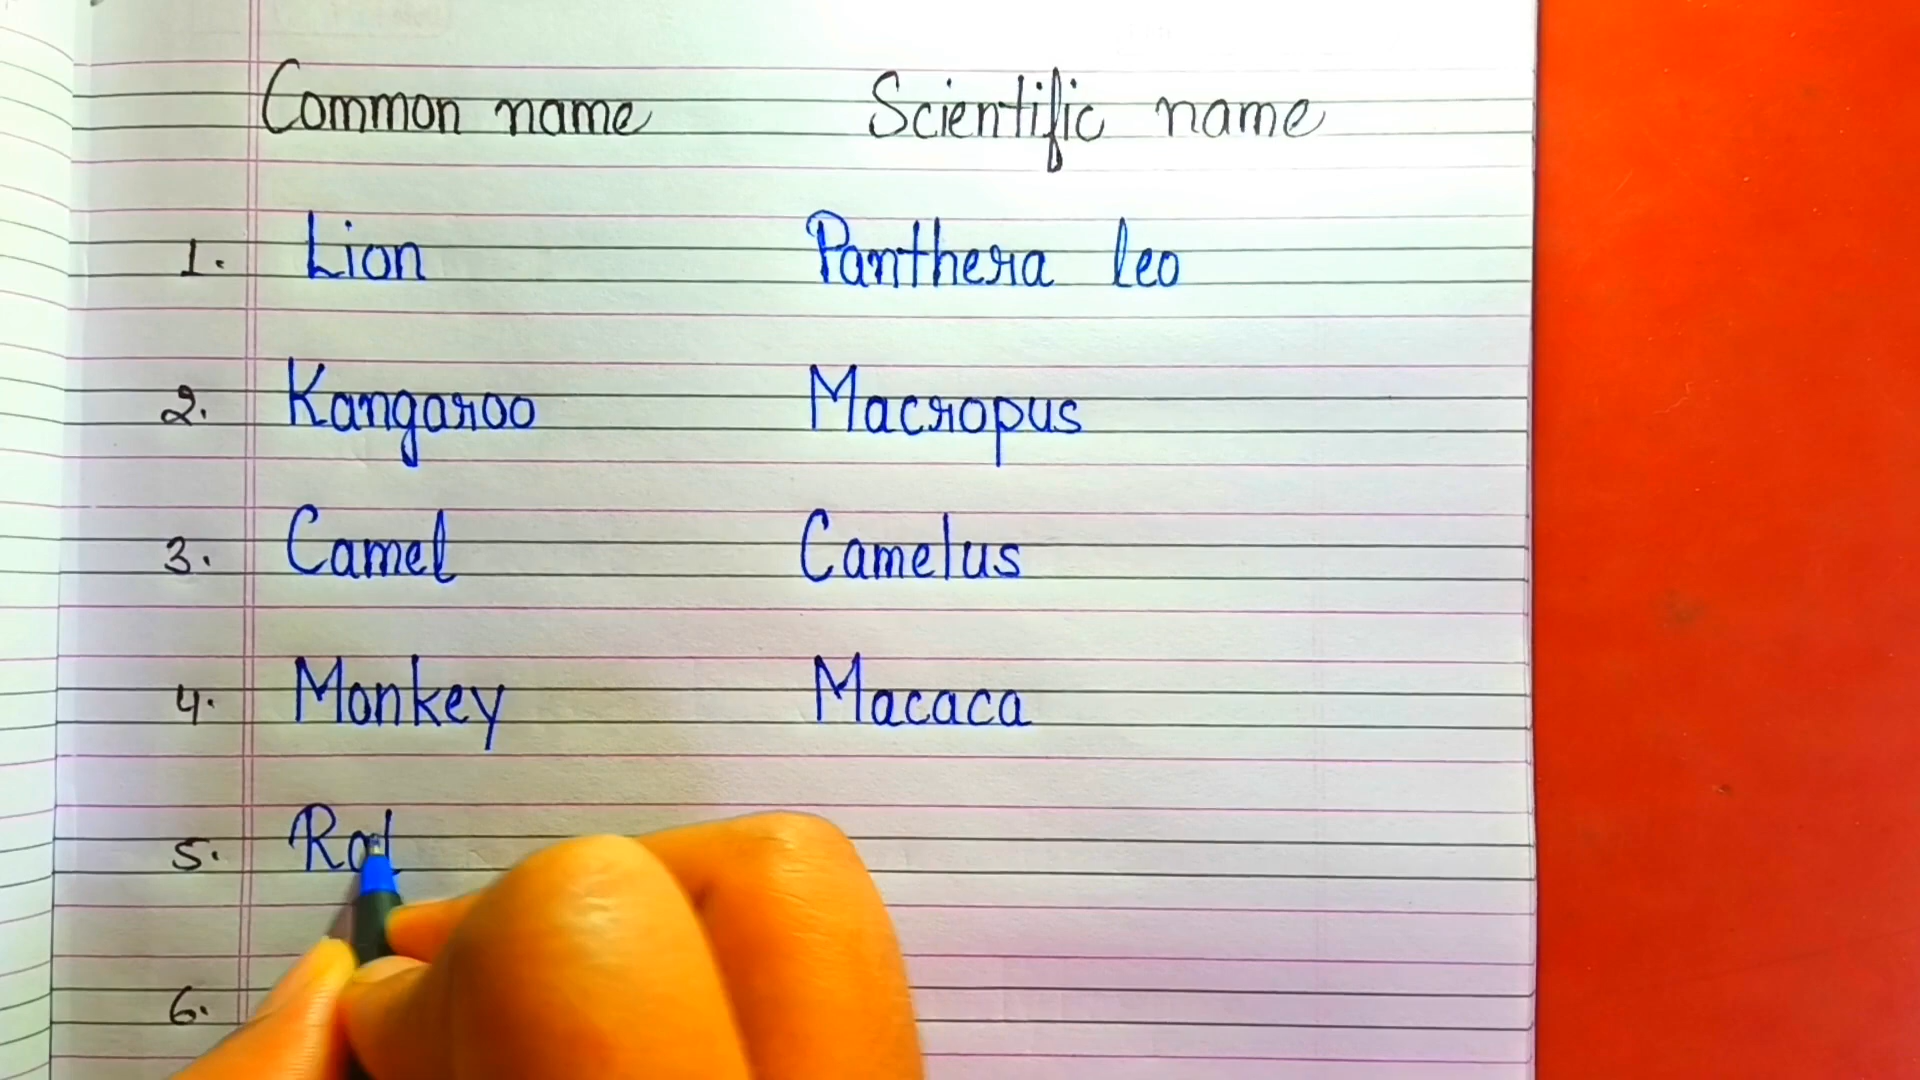 Common name Scientific name
1. Lion Panthera leo
2. Kangaroo Macropus
3. Camel Camelus
4. Monkey Macaca
5. Rat
6.